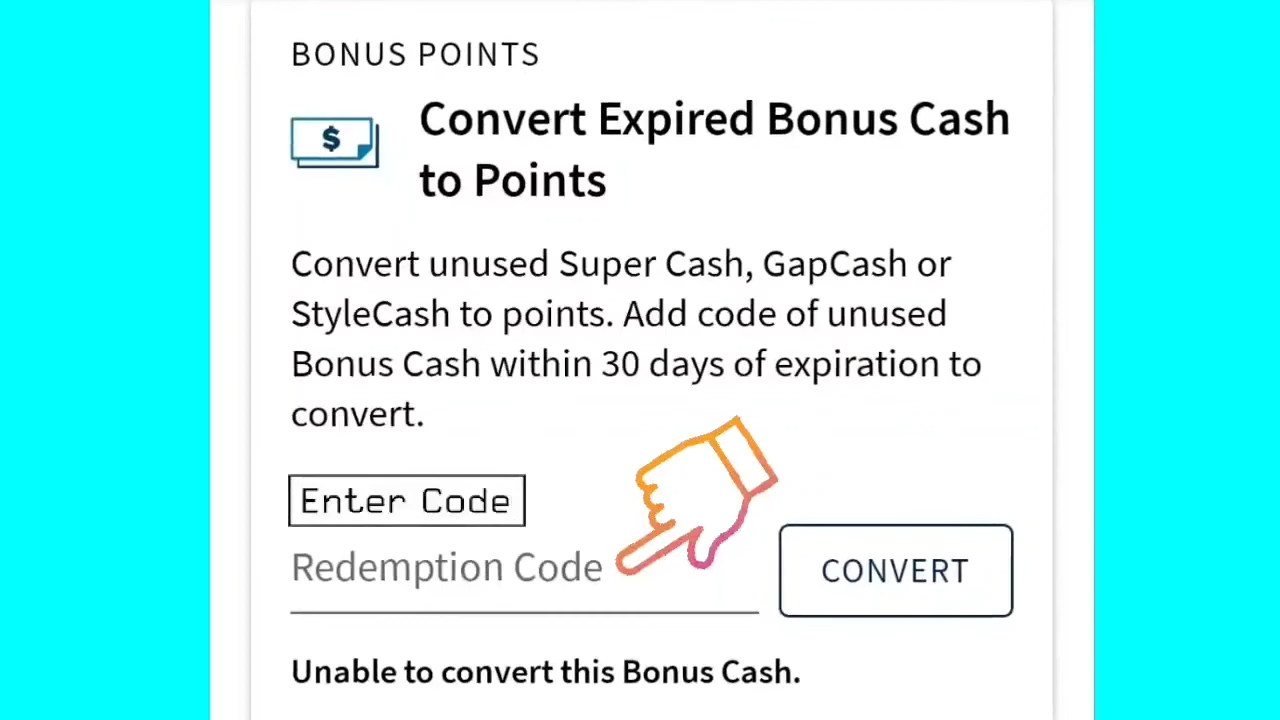 BONUS POINTS
$
Convert Expired Bonus Cash
to Points
Convert unused Super Cash, GapCash or
StyleCash to points. Add code of unused
Bonus Cash within 30 days of expiration to
convert.
Enter Code
Redemption Code
CONVERT
Unable to convert this Bonus Cash.